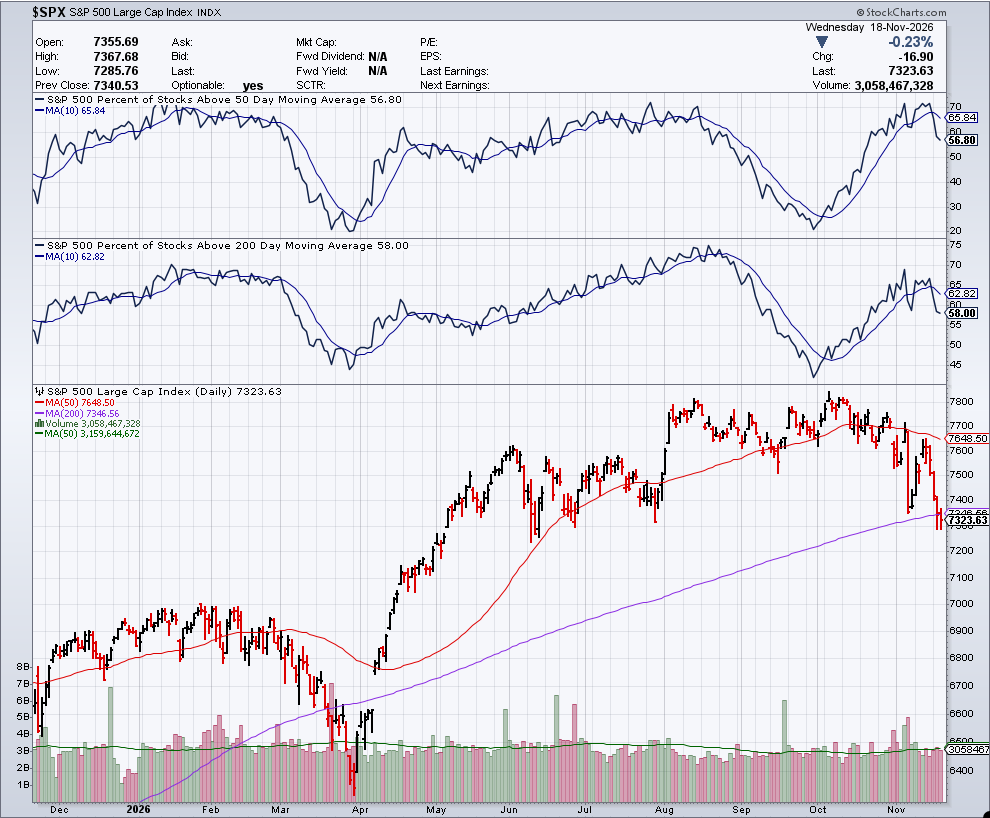 $SPX S&P 500 Large Cap Index INDX
© StockCharts.com
Wednesday 18-Nov-2026
Open: 7355.69 Ask: Mkt Cap: P/E: -0.23%
High: 7367.68 Bid: Fwd Dividend: N/A EPS: Chg: -16.90
Low: 7285.76 Last: Fwd Yield: N/A Last Earnings: Last: 7323.63
Prev Close: 7340.53 Optionable: yes SCTR: Next Earnings: Volume: 3,058,467,328
S&P 500 Percent of Stocks Above 50 Day Moving Average 56.80
MA(10) 65.84
70
65.84
60
56.80
50
40
30
20
S&P 500 Percent of Stocks Above 200 Day Moving Average 58.00
MA(10) 62.82
75
70
65
62.82
60
58.00
55
50
45
S&P 500 Large Cap Index (Daily) 7323.63
MA(50) 7648.50
MA(200) 7346.56
Volume 3,058,467,328
MA(50) 3,159,644,672
7800
7700
7648.50
7600
7500
7400
7346.56
7323.63
7300
7200
7100
7000
6900
6800
6700
6600
6500
6400
8B
7B
6B
5B
4B
3B
2B
1B
3058467
Dec 2026 Feb Mar Apr May Jun Jul Aug Sep Oct Nov